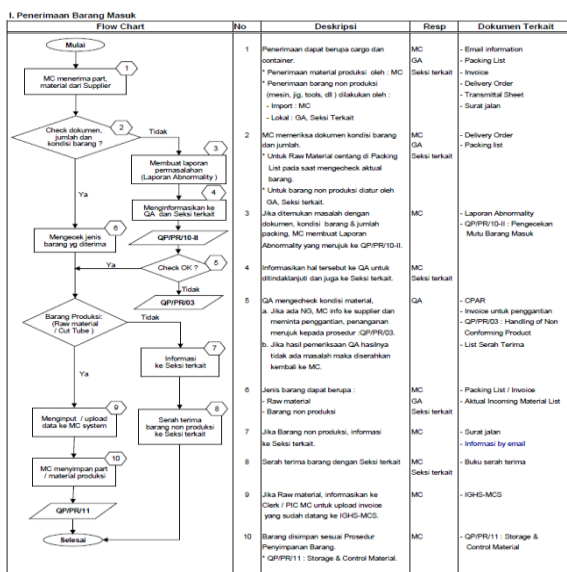 I. Penerimaan Barang Masuk
Flow Chart
No
Deskripsi
Resp
Dokumen Terkait
Mulai
1
MC menerima part,
material dari Supplier
Check dokumen,
jumlah dan
kondisi barang ?
2
Tidak
Ya
3
Membuat laporan
permasalahan
(Laporan Abnormality )
4
Menginformasikan ke
QA dan Seksi terkait
QP/PR/10-II
6
Mengecek jenis
barang yg diterima
Ya
Check OK ?
5
Tidak
QP/PR/03
Barang Produksi:
(Raw material
/ Cut Tube )
Tidak
Ya
7
Informasi
ke Seksi terkait
9
Menginput / upload
data ke MC system
8
Serah terima
barang non produksi
ke Seksi terkait
10
MC menyimpan part
/ material produksi
QP/PR/11
Selesai
1
Penerimaan dapat berupa cargo dan
container.
* Penerimaan material produksi oleh : MC
* Penerimaan barang non produksi
(mesin, jig, tools, dll ) dilakukan oleh :
- Import : MC
- Lokal : GA, Seksi Terkait
MC
GA
Seksi terkait
- Email information
- Packing List
- Invoice
- Delivery Order
- Transmittal Sheet
- Surat jalan
2
MC memeriksa dokumen kondisi barang
dan jumlah.
* Untuk Raw Material centang di Packing
List pada saat mengecheck aktual
barang.
* Untuk barang non produksi diatur oleh
GA, Seksi Terkait.
MC
GA
Seksi terkait
- Delivery Order
- Packing list
3
Jika ditemukan masalah dengan
dokumen, kondisi barang & jumlah
packing, MC membuat Laporan
Abnormality yang merujuk ke QP/PR/10-II.
MC
- Laporan Abnormality
- QP/PR/10-II : Pengecekan
Mutu Barang Masuk
4
Informasikan hal tersebut ke QA untuk
ditindaklanjuti dan juga ke Seksi terkait.
MC
Seksi terkait
5
QA mengecheck kondisi material,
a. Jika ada NG, MC info ke supplier dan
meminta penggantian, penanganan
merujuk kepada prosedur :QP/PR/03.
b. Jika hasil pemeriksaan QA hasilnya
tidak ada masalah maka diserahkan
kembali ke MC.
QA
- CPAR
- Invoice untuk penggantian
- QP/PR/03 : Handling of Non
Conforming Product
- List Serah Terima
6
Jenis barang dapat berupa :
- Raw material
- Barang non produksi
MC
GA
Seksi terkait
- Packing List / Invoice
- Aktual Incoming Material List
7
Jika Barang non produksi, informasi
ke Seksi terkait.
MC
- Surat jalan
- Informasi by email
8
Serah terima barang dengan Seksi terkait
MC
Seksi terkait
- Buku serah terima
9
Jika Raw material, informasikan ke
Clerk / PIC MC untuk upload invoice
yang sudah datang ke IGHS-MCS.
MC
- IGHS-MCS
10
Barang disimpan sesuai Prosedur
Penyimpanan Barang.
* QP/PR/11 : Storage & Control Material.
MC
- QP/PR/11 : Storage &
Control Material